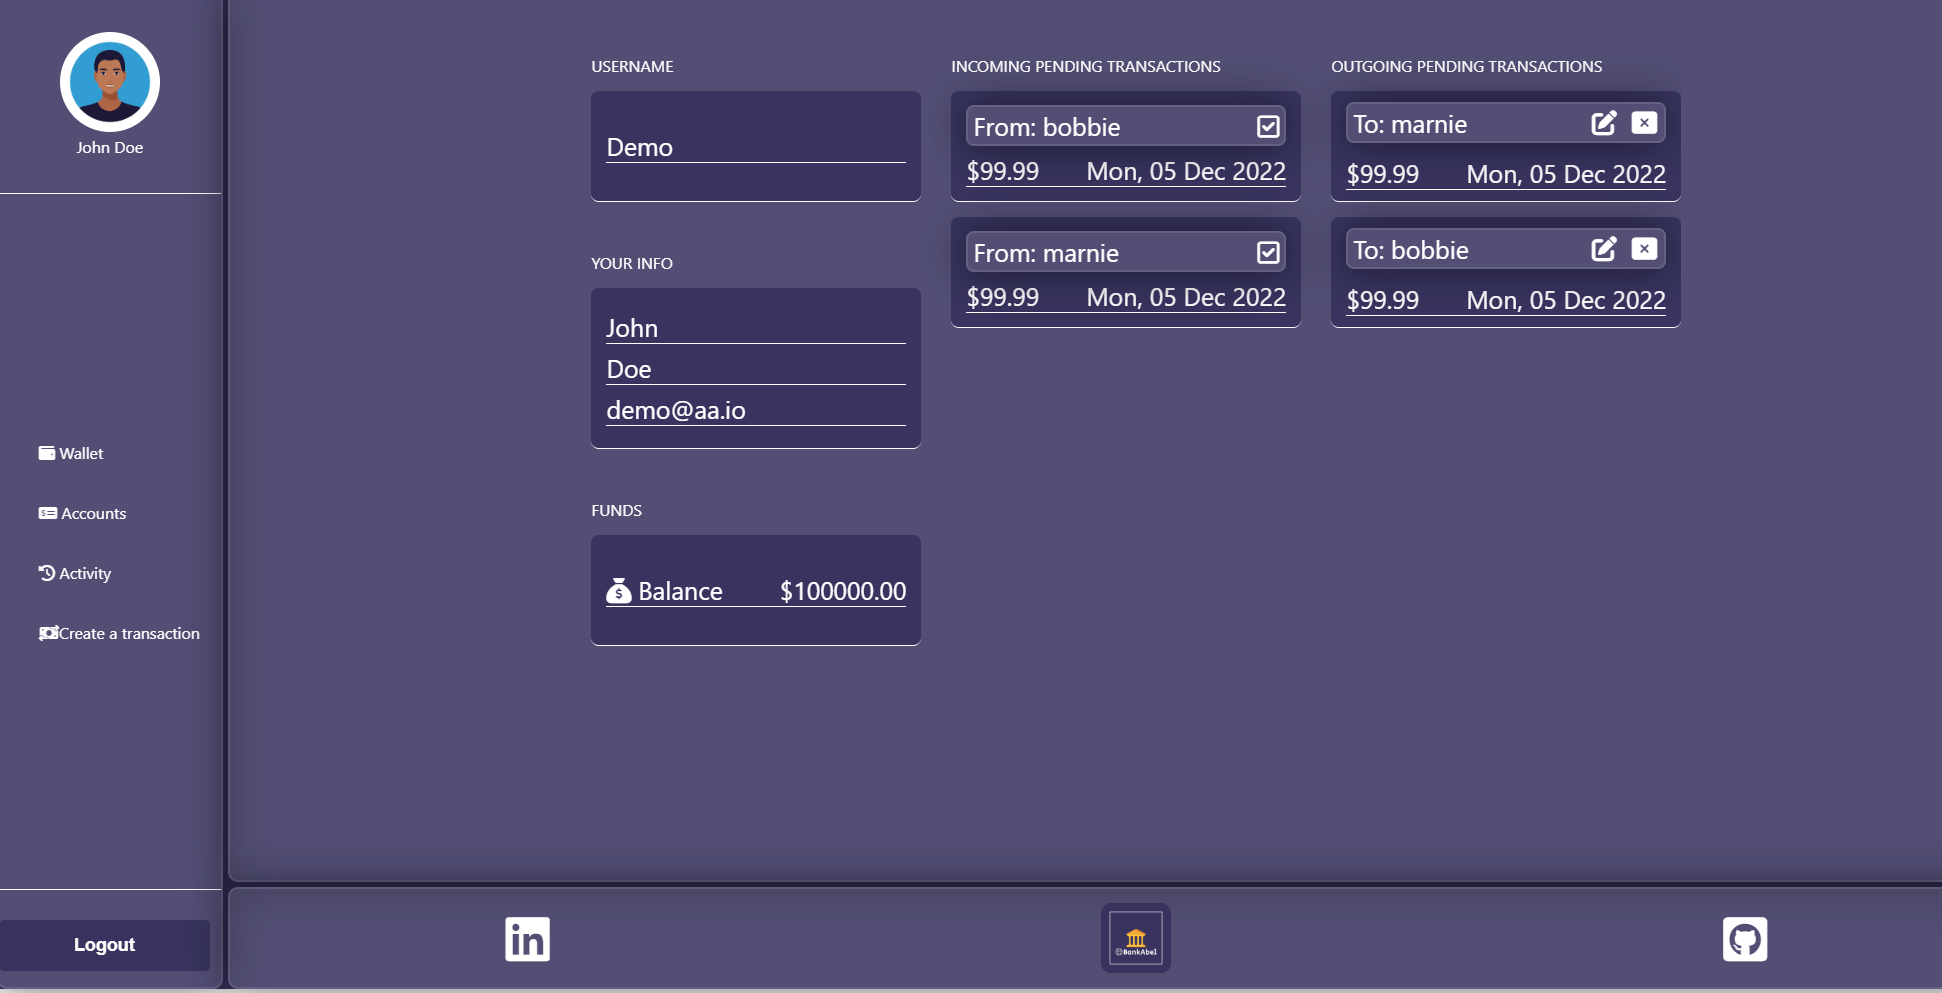 John Doe
Wallet
Accounts
Activity
Create a transaction
Logout
USERNAME
Demo
YOUR INFO
John
Doe
demo@aa.io
FUNDS
Balance $100000.00
INCOMING PENDING TRANSACTIONS
From: bobbie
$99.99 Mon, 05 Dec 2022
From: marnie
$99.99 Mon, 05 Dec 2022
OUTGOING PENDING TRANSACTIONS
To: marnie
$99.99 Mon, 05 Dec 2022
To: bobbie
$99.99 Mon, 05 Dec 2022
in
BankAbel